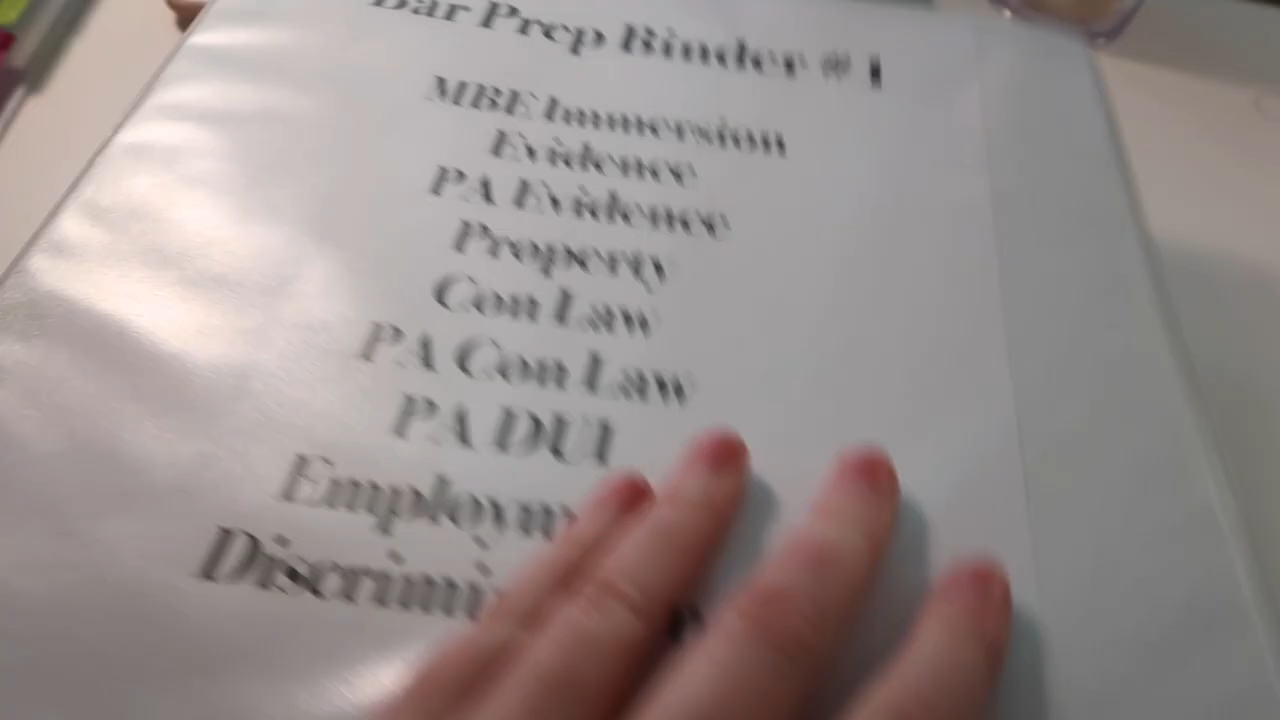 Bar Prep Binder #1
MBE Immersion
Evidence
PA Evidence
Property
Con Law
PA Con Law
PA DUI